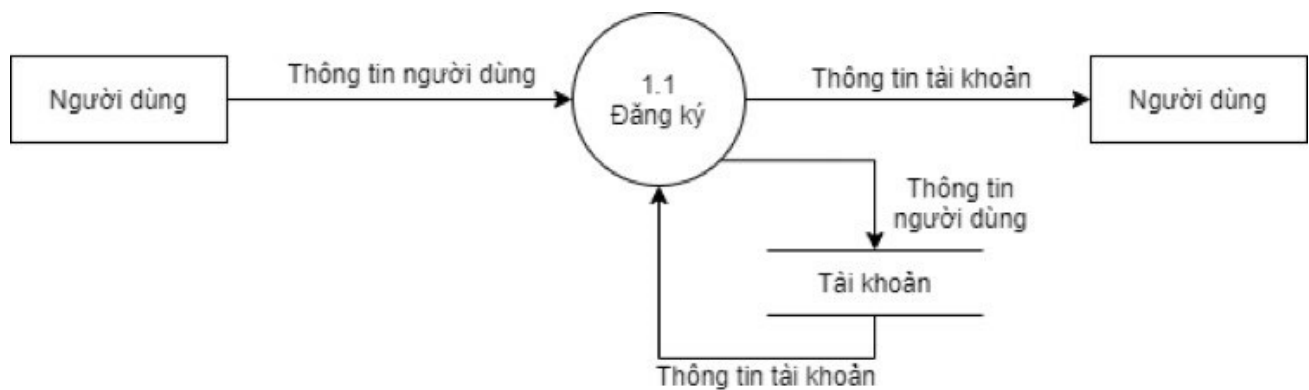 Người dùng
Thông tin người dùng
1.1
Đăng ký
Thông tin tài khoản
Người dùng
Thông tin
người dùng
Tài khoản
Thông tin tài khoản